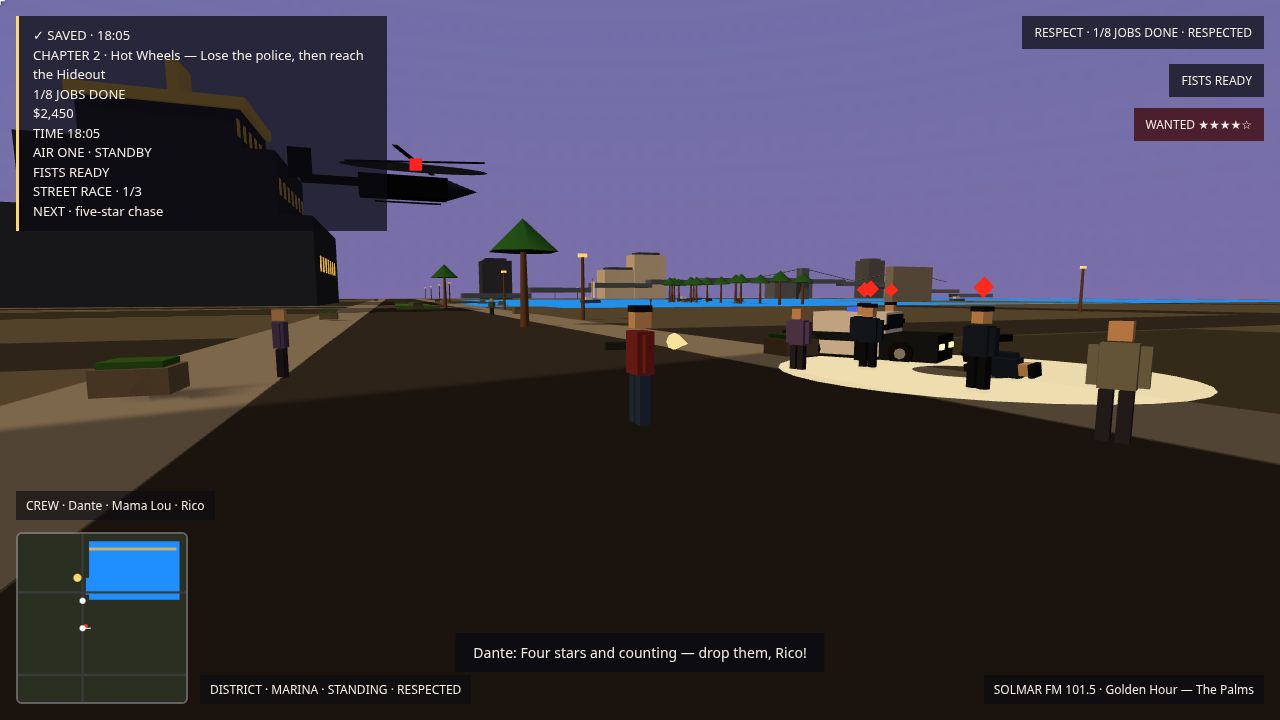 ✓ SAVED · 18:05
CHAPTER 2 · Hot Wheels — Lose the police, then reach
the Hideout
1/8 JOBS DONE
$2,450
TIME 18:05
AIR ONE · STANDBY
FISTS READY
STREET RACE · 1/3
NEXT · five-star chase
RESPECT · 1/8 JOBS DONE · RESPECTED
FISTS READY
WANTED ★★★★☆
CREW · Dante · Mama Lou · Rico
Dante: Four stars and counting — drop them, Rico!
DISTRICT · MARINA · STANDING · RESPECTED
SOLMAR FM 101.5 · Golden Hour — The Palms